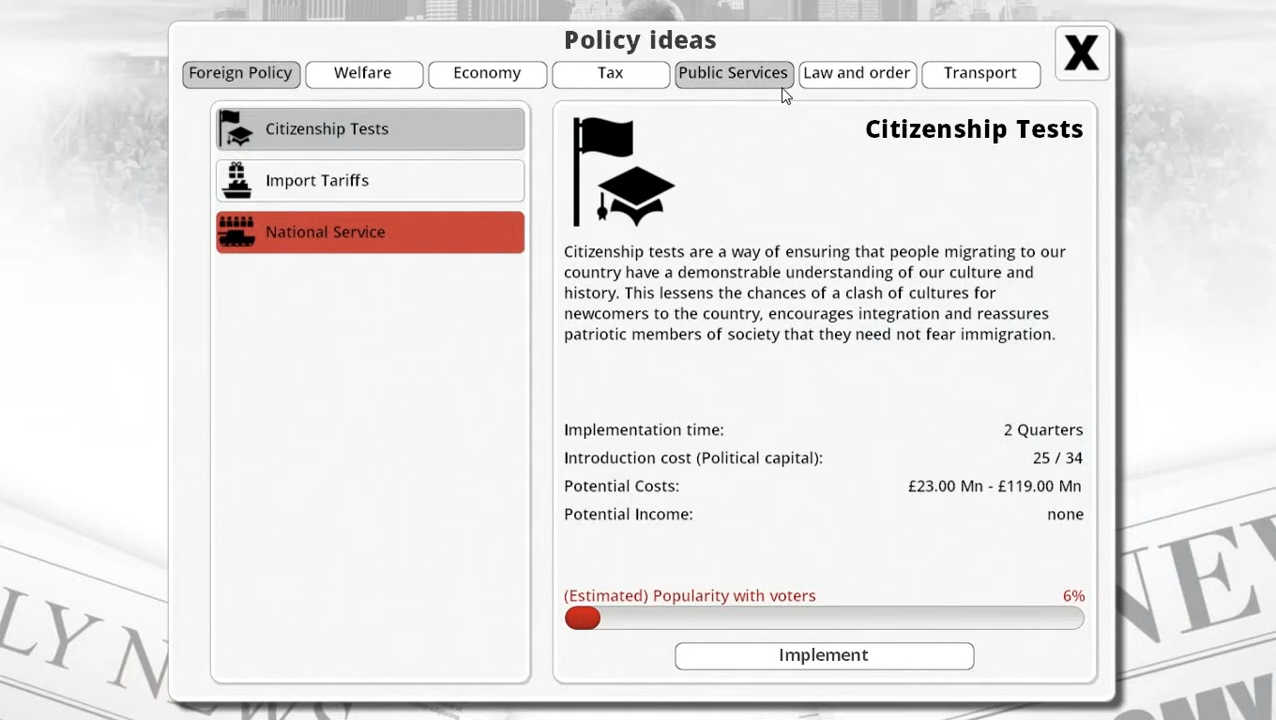 Policy ideas
X
Foreign Policy
Welfare
Economy
Tax
Public Services
Law and order
Transport
Citizenship Tests
Import Tariffs
National Service
Citizenship Tests
Citizenship tests are a way of ensuring that people migrating to our
country have a demonstrable understanding of our culture and
history. This lessens the chances of a clash of cultures for
newcomers to the country, encourages integration and reassures
patriotic members of society that they need not fear immigration.
Implementation time: 2 Quarters
Introduction cost (Political capital): 25 / 34
Potential Costs: £23.00 Mn - £119.00 Mn
Potential Income: none
(Estimated) Popularity with voters 6%
Implement
LY NEWS
NEW
OMY